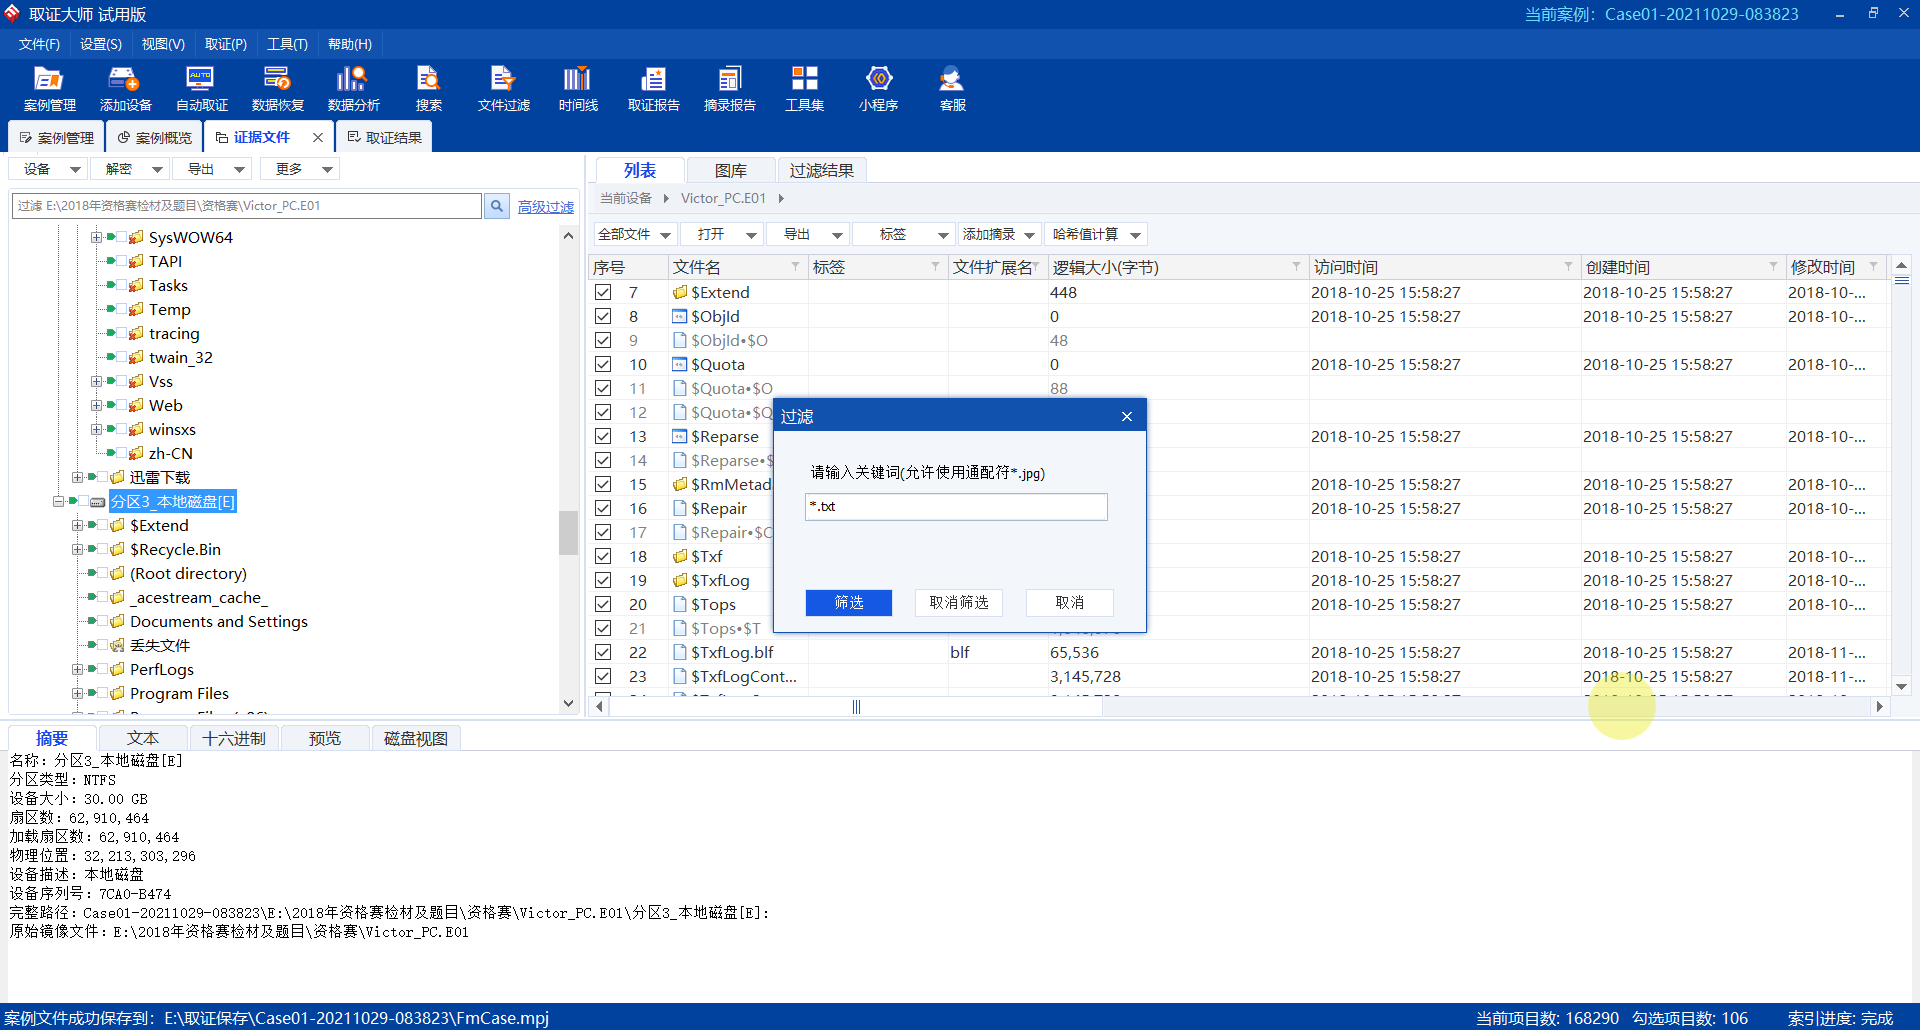 取证大师 试用版
当前案例：Case01-20211029-083823
文件(F) 设置(S) 视图(V) 取证(P) 工具(T) 帮助(H)
案例管理 添加设备 自动取证 数据恢复 数据分析 搜索 文件过滤 时间线 取证报告 摘录报告 工具集 小程序 客服
案例管理 案例概览 证据文件 取证结果
设备 解密 导出 更多
过滤 E:\2018年资格赛检材及题目\资格赛\Victor_PC.E01
高级过滤
SysWOW64
TAPI
Tasks
Temp
tracing
twain_32
Vss
Web
winsxs
zh-CN
迅雷下载
分区3_本地磁盘[E]
$Extend
$Recycle.Bin
(Root directory)
_acestream_cache_
Documents and Settings
丢失文件
PerfLogs
Program Files
列表 图库 过滤结果
当前设备 Victor_PC.E01
全部文件 打开 导出 标签 添加摘录 哈希值计算
序号 文件名 标签 文件扩展名 逻辑大小(字节) 访问时间 创建时间 修改时间
7 $Extend 448 2018-10-25 15:58:27 2018-10-25 15:58:27 2018-10-...
8 $ObjId 0 2018-10-25 15:58:27 2018-10-25 15:58:27 2018-10-...
9 $ObjId•$O 48
10 $Quota 0 2018-10-25 15:58:27 2018-10-25 15:58:27 2018-10-...
11 $Quota•$O 88
12 $Quota•$Q
13 $Reparse 2018-10-25 15:58:27 2018-10-25 15:58:27 2018-10-...
14 $Reparse•$
15 $RmMetad 2018-10-25 15:58:27 2018-10-25 15:58:27 2018-10-...
16 $Repair 2018-10-25 15:58:27 2018-10-25 15:58:27 2018-10-...
17 $Repair•$C
18 $Txf 2018-10-25 15:58:27 2018-10-25 15:58:27 2018-10-...
19 $TxfLog 2018-10-25 15:58:27 2018-10-25 15:58:27 2018-10-...
20 $Tops 2018-10-25 15:58:27 2018-10-25 15:58:27 2018-10-...
21 $Tops•$T
22 $TxfLog.blf blf 65,536 2018-10-25 15:58:27 2018-10-25 15:58:27 2018-11-...
23 $TxfLogCont... 3,145,728 2018-10-25 15:58:27 2018-10-25 15:58:27 2018-11-...
过滤
请输入关键词(允许使用通配符*.jpg)
*.txt
筛选 取消筛选 取消
摘要 文本 十六进制 预览 磁盘视图
名称：分区3_本地磁盘[E]
分区类型：NTFS
设备大小：30.00 GB
扇区数：62,910,464
加载扇区数：62,910,464
物理位置：32,213,303,296
设备描述：本地磁盘
设备序列号：7CA0-B474
完整路径：Case01-20211029-083823\E:\2018年资格赛检材及题目\资格赛\Victor_PC.E01\分区3_本地磁盘[E]:
原始镜像文件：E:\2018年资格赛检材及题目\资格赛\Victor_PC.E01
案例文件成功保存到：E:\取证保存\Case01-20211029-083823\FmCase.mpj
当前项目数: 168290 勾选项目数: 106 索引进度: 完成